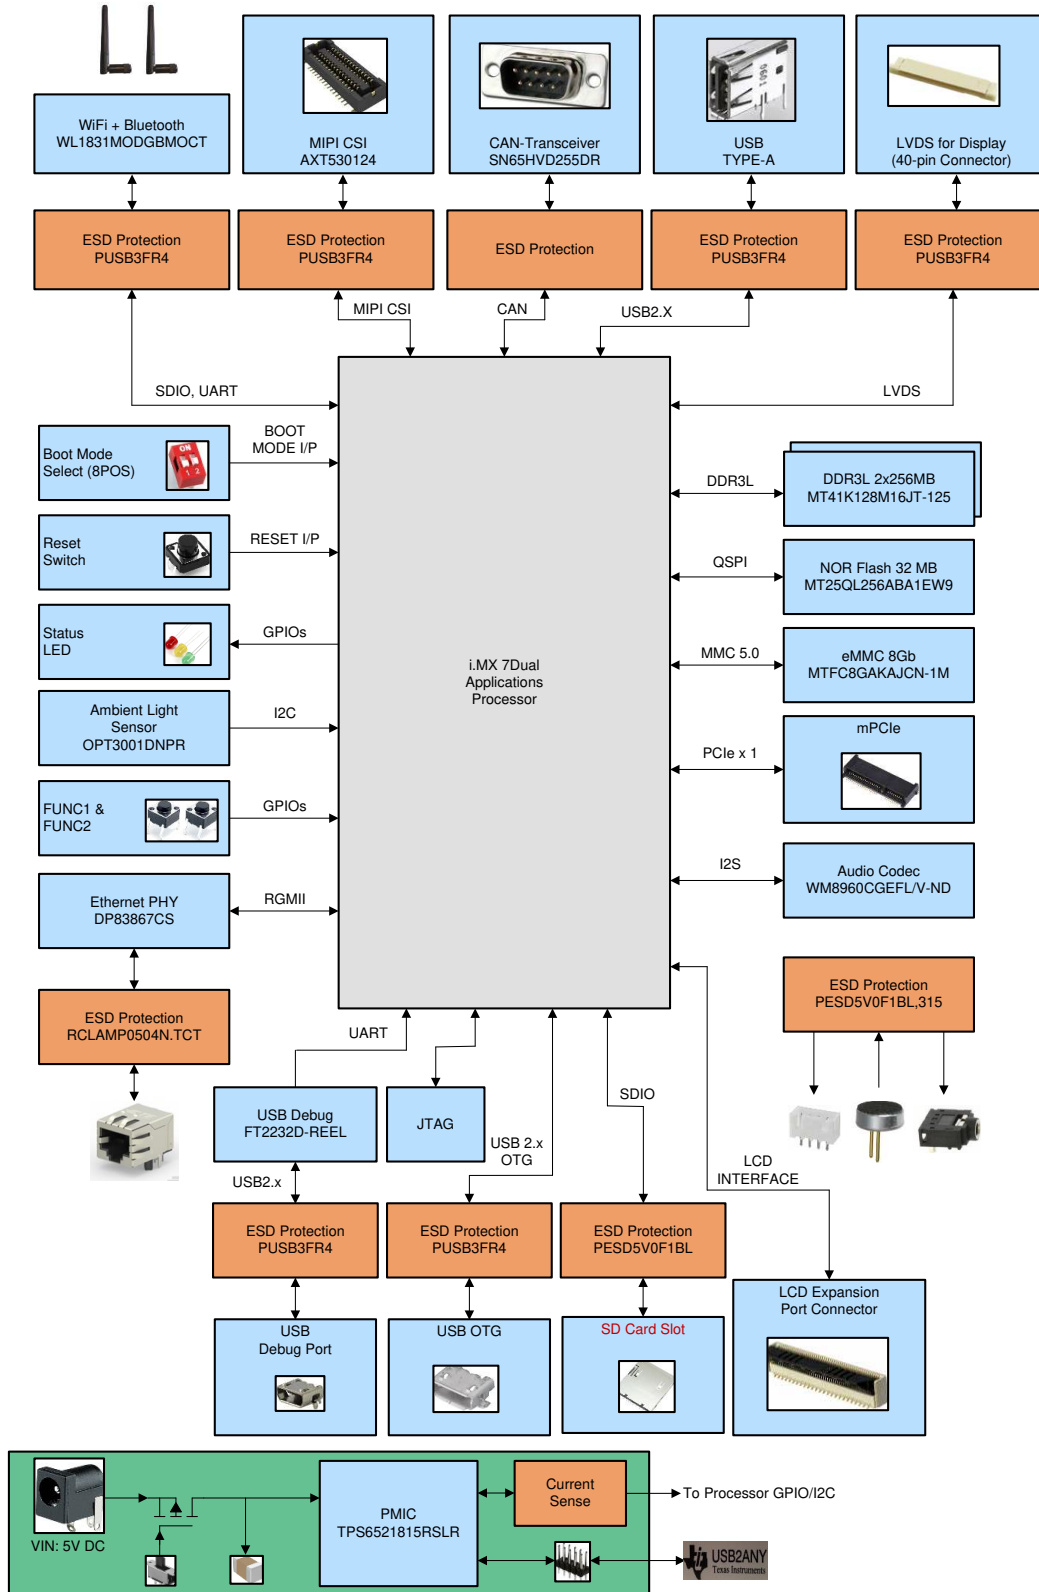 WiFi + Bluetooth
WL1831MODGBMOCT
MIPI CSI
AXT530124
CAN-Transceiver
SN65HVD255DR
0601
USB
TYPE-A
LVDS for Display
(40-pin Connector)
ESD Protection
PUSB3FR4
ESD Protection
PUSB3FR4
ESD Protection
ESD Protection
PUSB3FR4
ESD Protection
PUSB3FR4
MIPI CSI
CAN
USB2.X
SDIO, UART
LVDS
Boot Mode
Select (8POS)
ON
1 2
BOOT
MODE I/P
DDR3L
DDR3L 2x256MB
MT41K128M16JT-125
Reset
Switch
RESET I/P
QSPI
NOR Flash 32 MB
MT25QL256ABA1EW9
Status
LED
GPIOs
i.MX 7Dual
Applications
Processor
MMC 5.0
eMMC 8Gb
MTFC8GAKAJCN-1M
Ambient Light
Sensor
OPT3001DNPR
I2C
PCIe x 1
mPCIe
FUNC1 &
FUNC2
GPIOs
I2S
Audio Codec
WM8960CGEFL/V-ND
Ethernet PHY
DP83867CS
RGMII
ESD Protection
RCLAMP0504N.TCT
ESD Protection
PESD5V0F1BL,315
UART
USB Debug
FT2232D-REEL
JTAG
SDIO
USB 2.x
OTG
LCD
INTERFACE
USB2.x
ESD Protection
PUSB3FR4
ESD Protection
PUSB3FR4
ESD Protection
PESD5V0F1BL
USB
Debug Port
USB OTG
SD Card Slot
LCD Expansion
Port Connector
VIN: 5V DC
PMIC
TPS6521815RSLR
Current
Sense
To Processor GPIO/I2C
USB2ANY
Texas Instruments